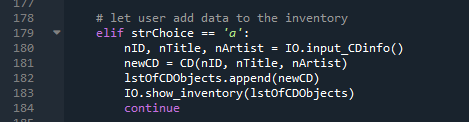 177
178 # let user add data to the inventory
179 elif strChoice == 'a':
180 nID, nTitle, nArtist = IO.input_CDinfo()
181 newCD = CD(nID, nTitle, nArtist)
182 lstOfCDObjects.append(newCD)
183 IO.show_inventory(lstOfCDObjects)
184 continue